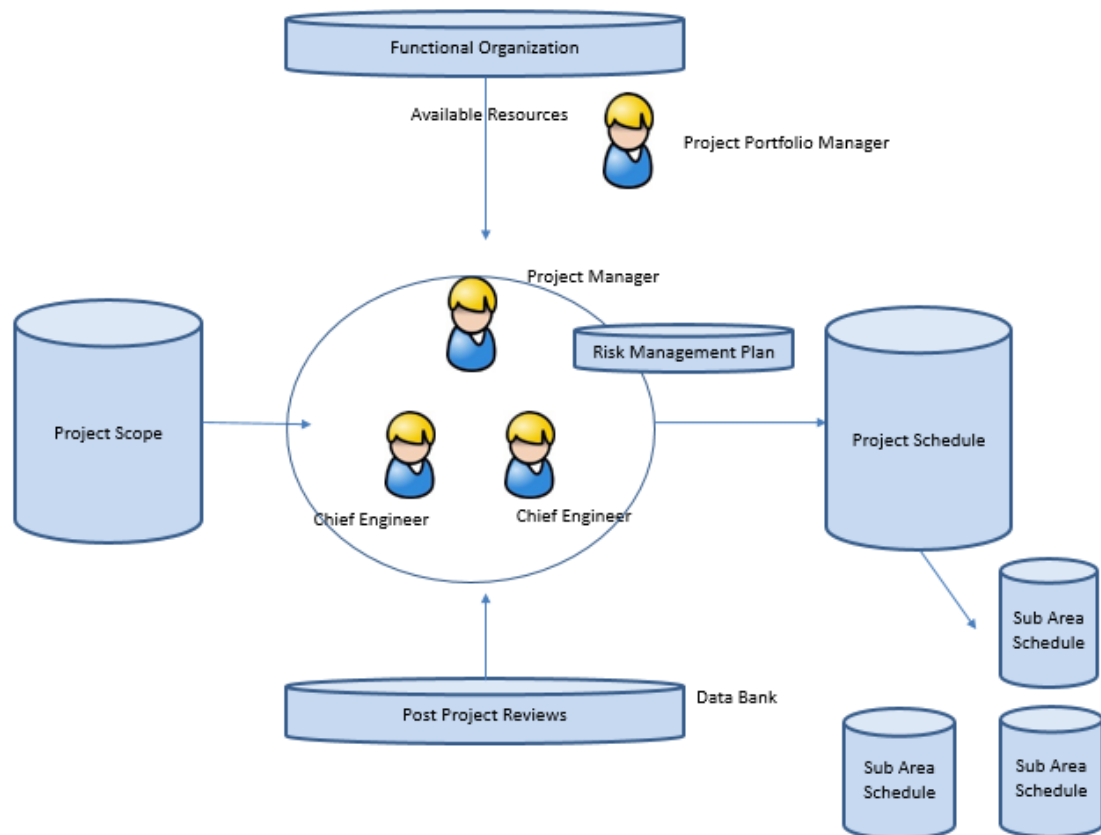 Functional Organization
Available Resources
Project Portfolio Manager
Project Manager
Risk Management Plan
Project Scope
Project Schedule
Chief Engineer
Chief Engineer
Sub Area
Schedule
Post Project Reviews
Data Bank
Sub Area
Schedule
Sub Area
Schedule